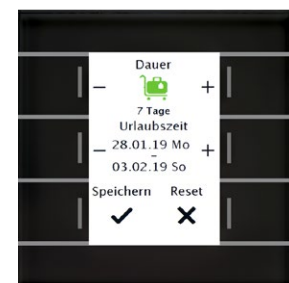 Dauer
– +
7 Tage
Urlaubszeit
28.01.19 Mo
– – +
03.02.19 So
Speichern Reset